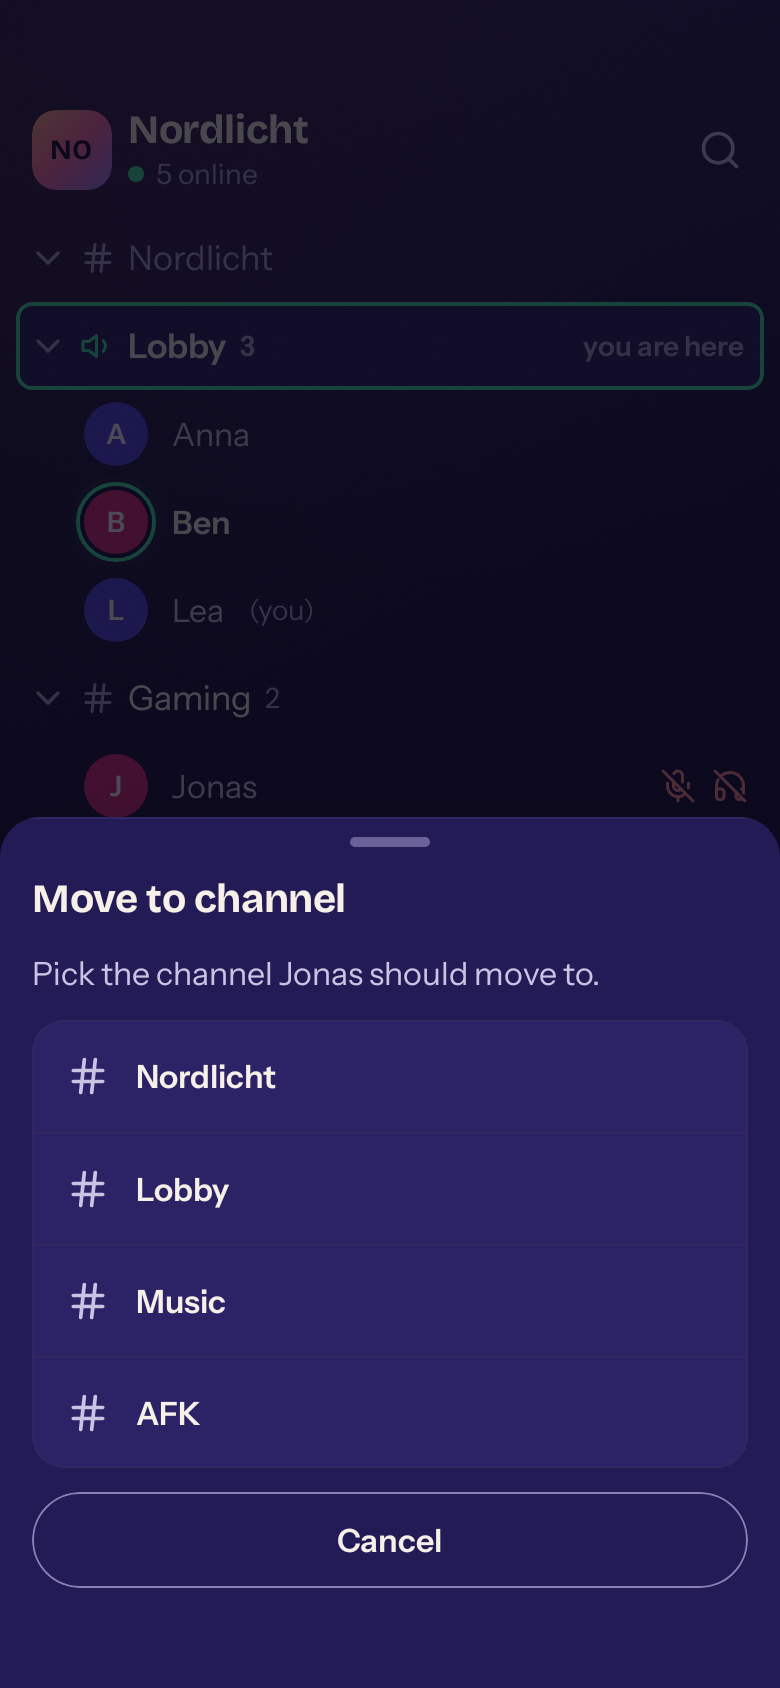 NO
Nordlicht
5 online
# Nordlicht
Lobby 3 you are here
A Anna
B Ben
L Lea (you)
# Gaming 2
J Jonas
Move to channel
Pick the channel Jonas should move to.
# Nordlicht
# Lobby
# Music
# AFK
Cancel